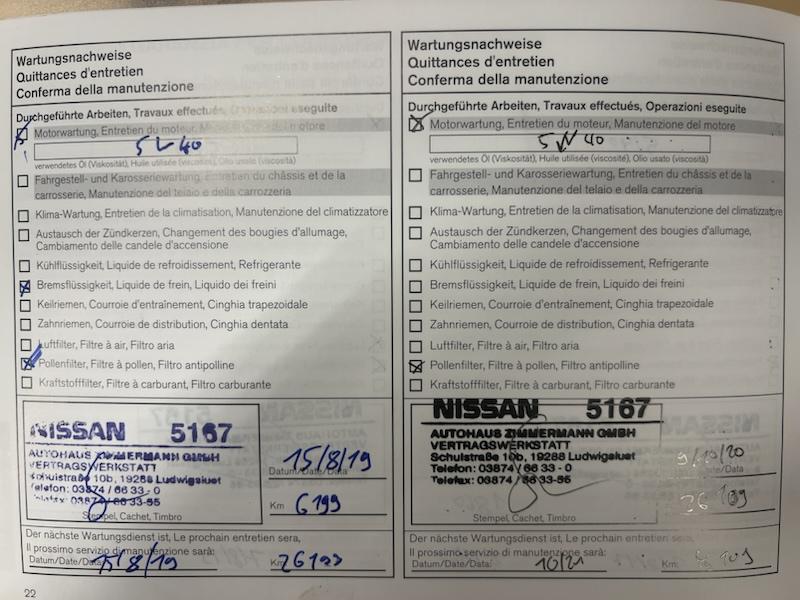 Wartungsnachweise
Quittances d'entretien
Conferma della manutenzione
Durchgeführte Arbeiten, Travaux effectués, Operazioni eseguite
Motorwartung, Entretien du moteur, Manutenzione del motore
5 W 40
verwendetes Öl (Viskosität), Huile utilisée (viscosité), Olio usato (viscosità)
Fahrgestell- und Karosseriewartung, Entretien du châssis et de la
carrosserie, Manutenzione del telaio e della carrozzeria
Klima-Wartung, Entretien de la climatisation, Manutenzione del climatizzatore
Austausch der Zündkerzen, Changement des bougies d'allumage,
Cambiamento delle candele d'accensione
Kühlflüssigkeit, Liquide de refroidissement, Refrigerante
Bremsflüssigkeit, Liquide de frein, Liquido dei freini
Keilriemen, Courroie d'entraînement, Cinghia trapezoidale
Zahnriemen, Courroie de distribution, Cinghia dentata
Luftfilter, Filtre à air, Filtro aria
Pollenfilter, Filtre à pollen, Filtro antipolline
Kraftstofffilter, Filtre à carburant, Filtro carburante
NISSAN 5167
AUTOHAUS ZIMMERMANN GMBH
VERTRAGSWERKSTATT
Schulstraße 10b, 19288 Ludwigslust
Telefon: 03874 / 66 33 - 0
Telefax: 03874 / 66 33-55
Stempel, Cachet, Timbro
15/8/19
Datum/Date/Data
Km 6199
Der nächste Wartungsdienst ist, Le prochain entretien sera,
Il prossimo servizio di manutenzione sarà:
Datum/Date/Data: /8/19 Km: 26199
22
Wartungsnachweise
Quittances d'entretien
Conferma della manutenzione
Durchgeführte Arbeiten, Travaux effectués, Operazioni eseguite
Motorwartung, Entretien du moteur, Manutenzione del motore
5 W 40
verwendetes Öl (Viskosität), Huile utilisée (viscosité), Olio usato (viscosità)
Fahrgestell- und Karosseriewartung, Entretien du châssis et de la
carrosserie, Manutenzione del telaio e della carrozzeria
Klima-Wartung, Entretien de la climatisation, Manutenzione del climatizzatore
Austausch der Zündkerzen, Changement des bougies d'allumage,
Cambiamento delle candele d'accensione
Kühlflüssigkeit, Liquide de refroidissement, Refrigerante
Bremsflüssigkeit, Liquide de frein, Liquido dei freini
Keilriemen, Courroie d'entraînement, Cinghia trapezoidale
Zahnriemen, Courroie de distribution, Cinghia dentata
Luftfilter, Filtre à air, Filtro aria
Pollenfilter, Filtre à pollen, Filtro antipolline
Kraftstofffilter, Filtre à carburant, Filtro carburante
NISSAN 5167
AUTOHAUS ZIMMERMANN GMBH
VERTRAGSWERKSTATT
Schulstraße 10b, 19288 Ludwigslust
Telefon: 03874 / 66 33 - 0
Telefax: 03874 / 66 33-55
Stempel, Cachet, Timbro
9/10/20
26109
Der nächste Wartungsdienst ist, Le prochain entretien sera,
Il prossimo servizio di manutenzione sarà:
Datum/Date/Data: 10/21 Km: